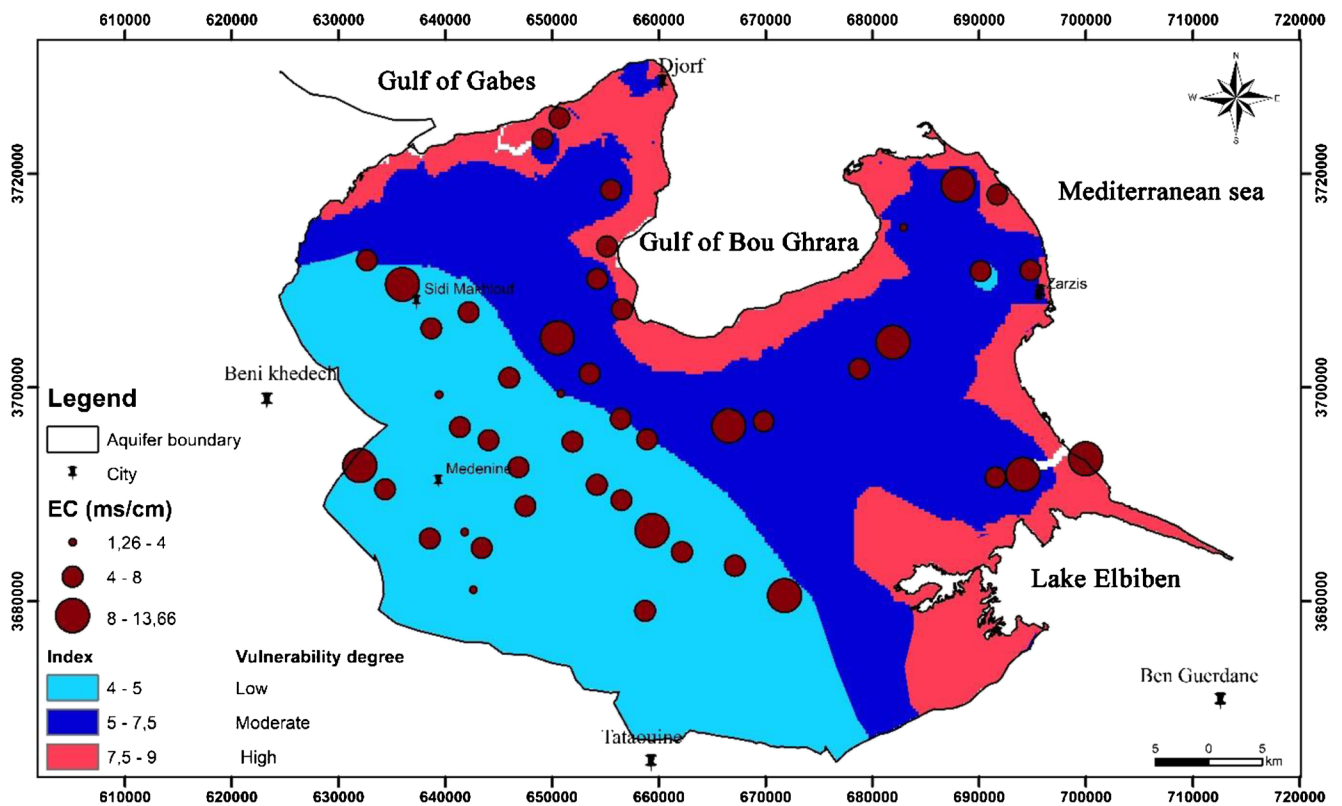 610000 620000 630000 640000 650000 660000 670000 680000 690000 700000 710000 720000
N
W E
S
Gulf of Gabes
Djorf
3720000 3720000
Mediterranean sea
Gulf of Bou Ghrara
Sidi Makhlouf
Zarzis
Beni khedech
3700000 3700000
Legend
Aquifer boundary
City
Medenine
EC (ms/cm)
1,26 - 4
4 - 8
8 - 13,66
Lake Elbiben
3680000 3680000
Index Vulnerability degree
4 - 5 Low
5 - 7,5 Moderate
7,5 - 9 High
Ben Guerdane
Tataouine
5 0 5
km
610000 620000 630000 640000 650000 660000 670000 680000 690000 700000 710000 720000